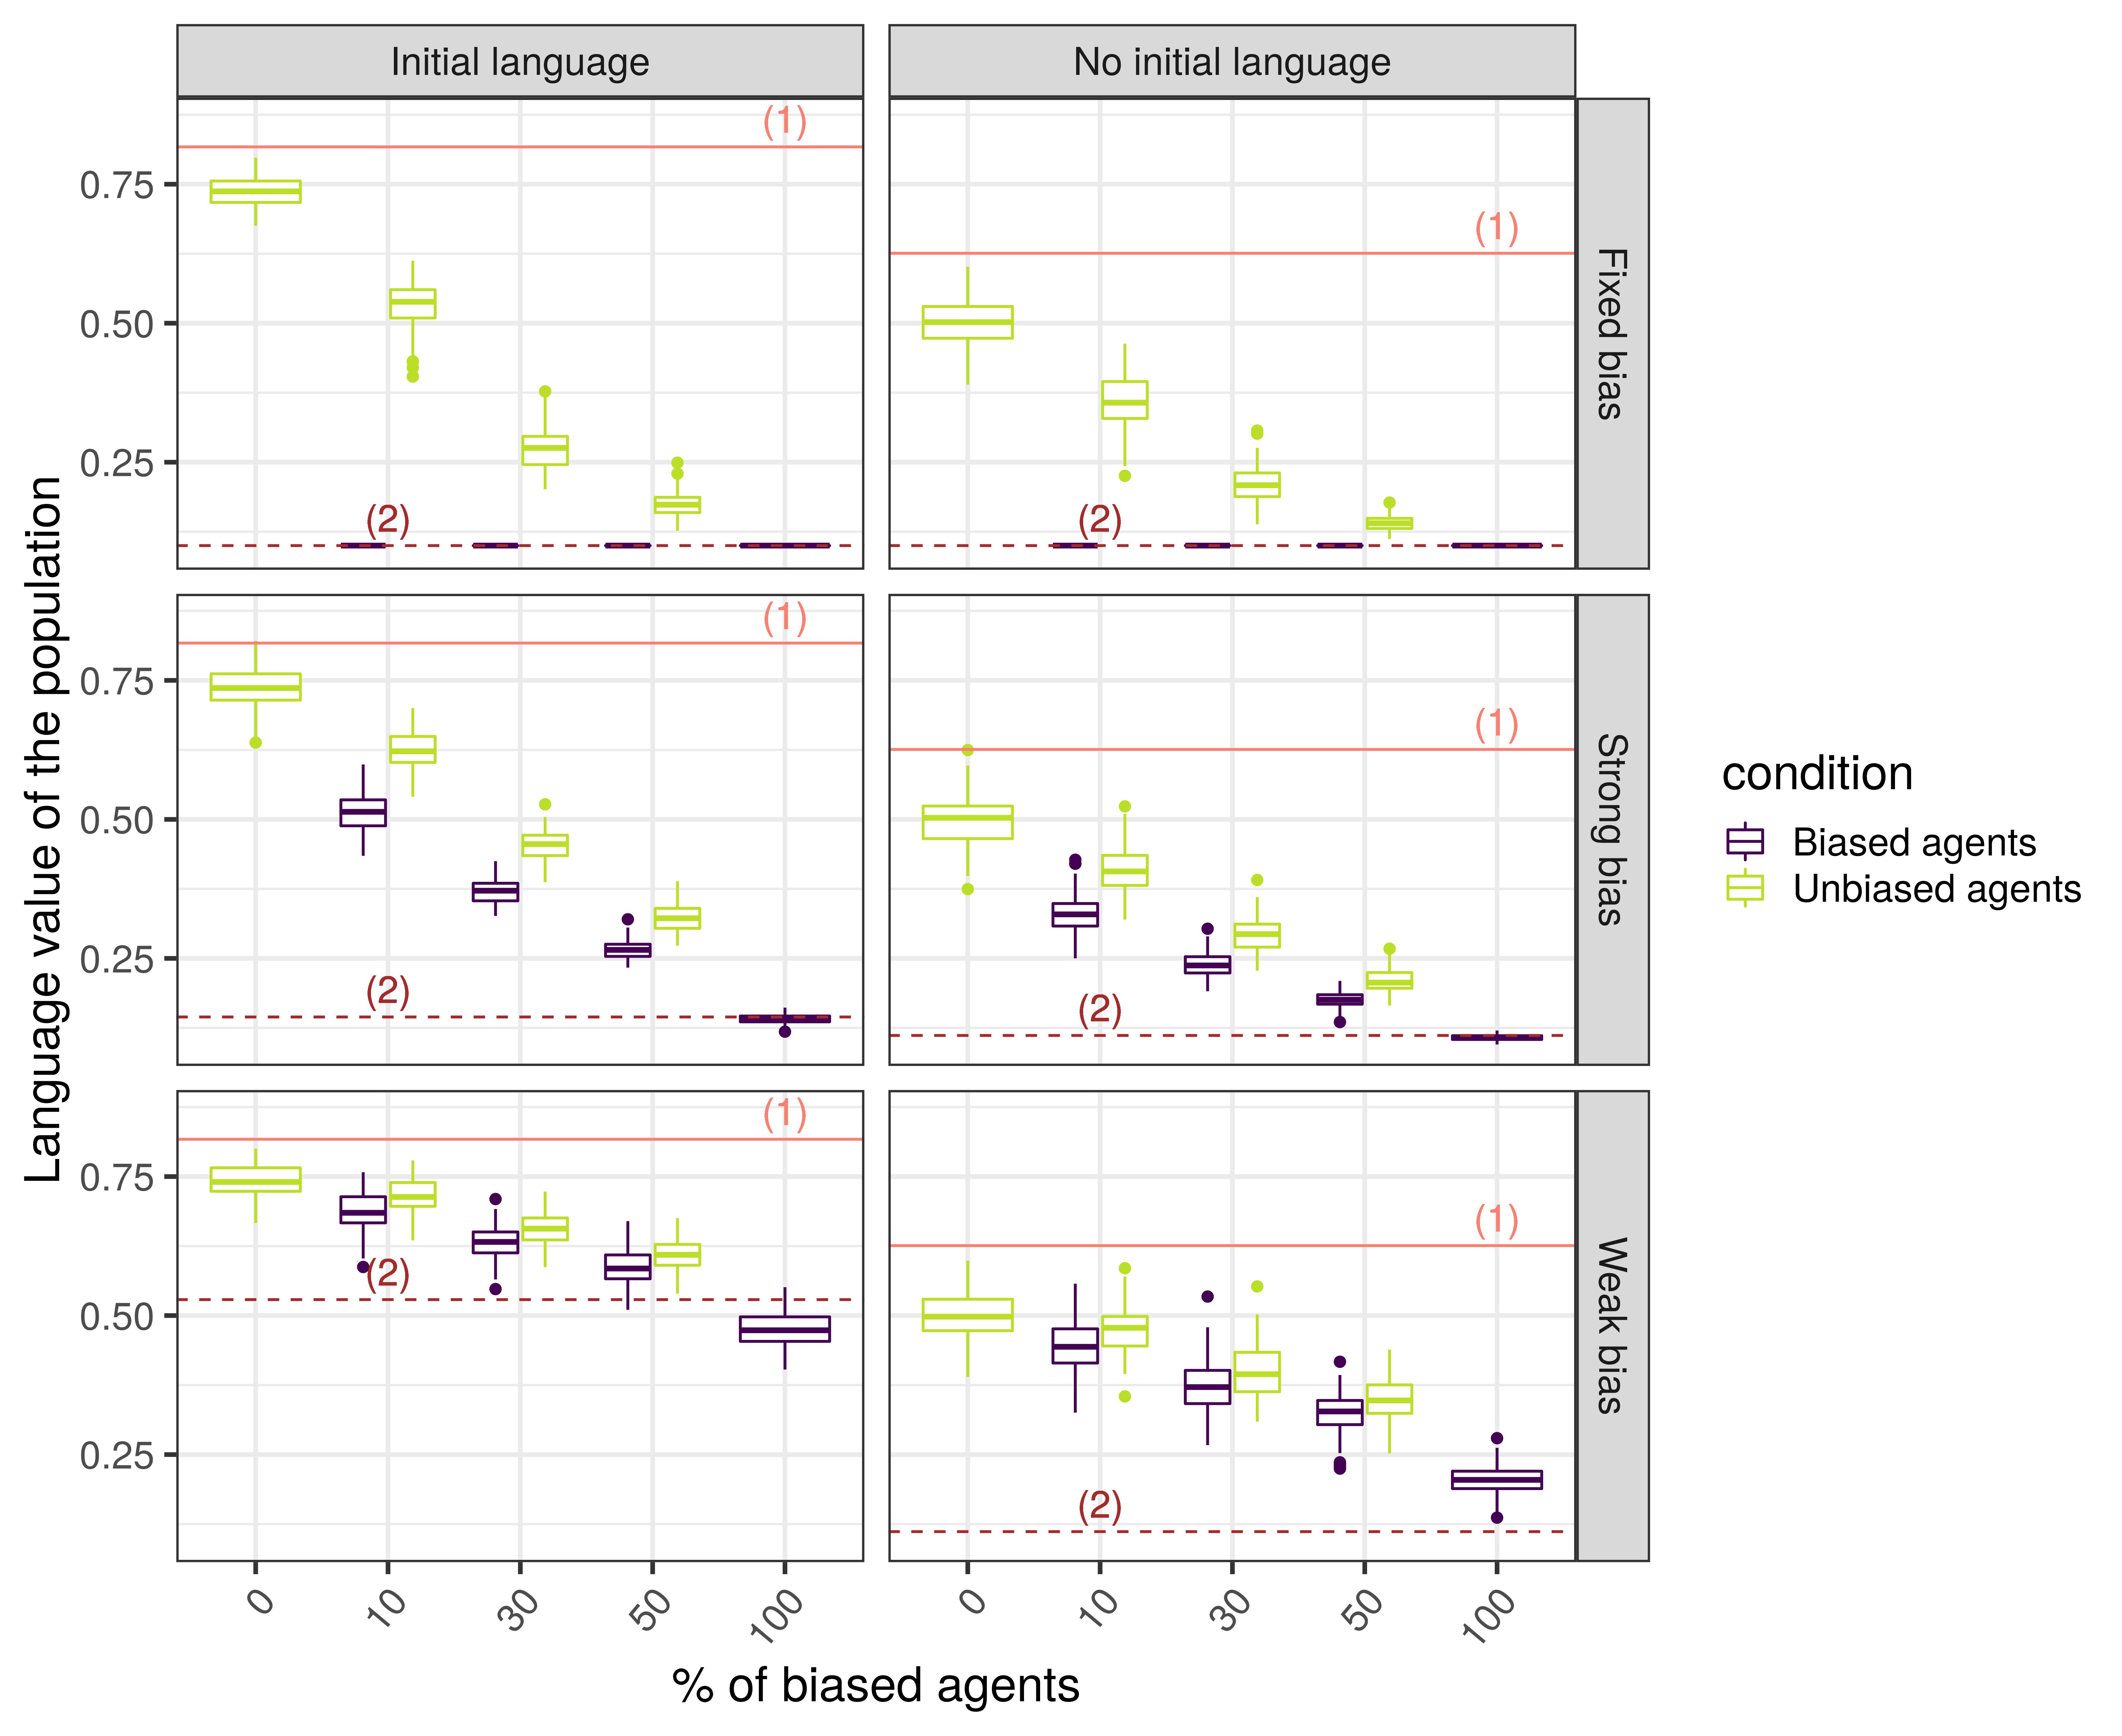 Initial language
No initial language
Language value of the population
0.75
0.50
0.25
(1)
(2)
(1)
(2)
Fixed bias
0.75
0.50
0.25
(1)
(2)
(1)
(2)
Strong bias
condition
Biased agents
Unbiased agents
0.75
0.50
0.25
(1)
(2)
(1)
(2)
Weak bias
0 10 30 50 100
0 10 30 50 100
% of biased agents